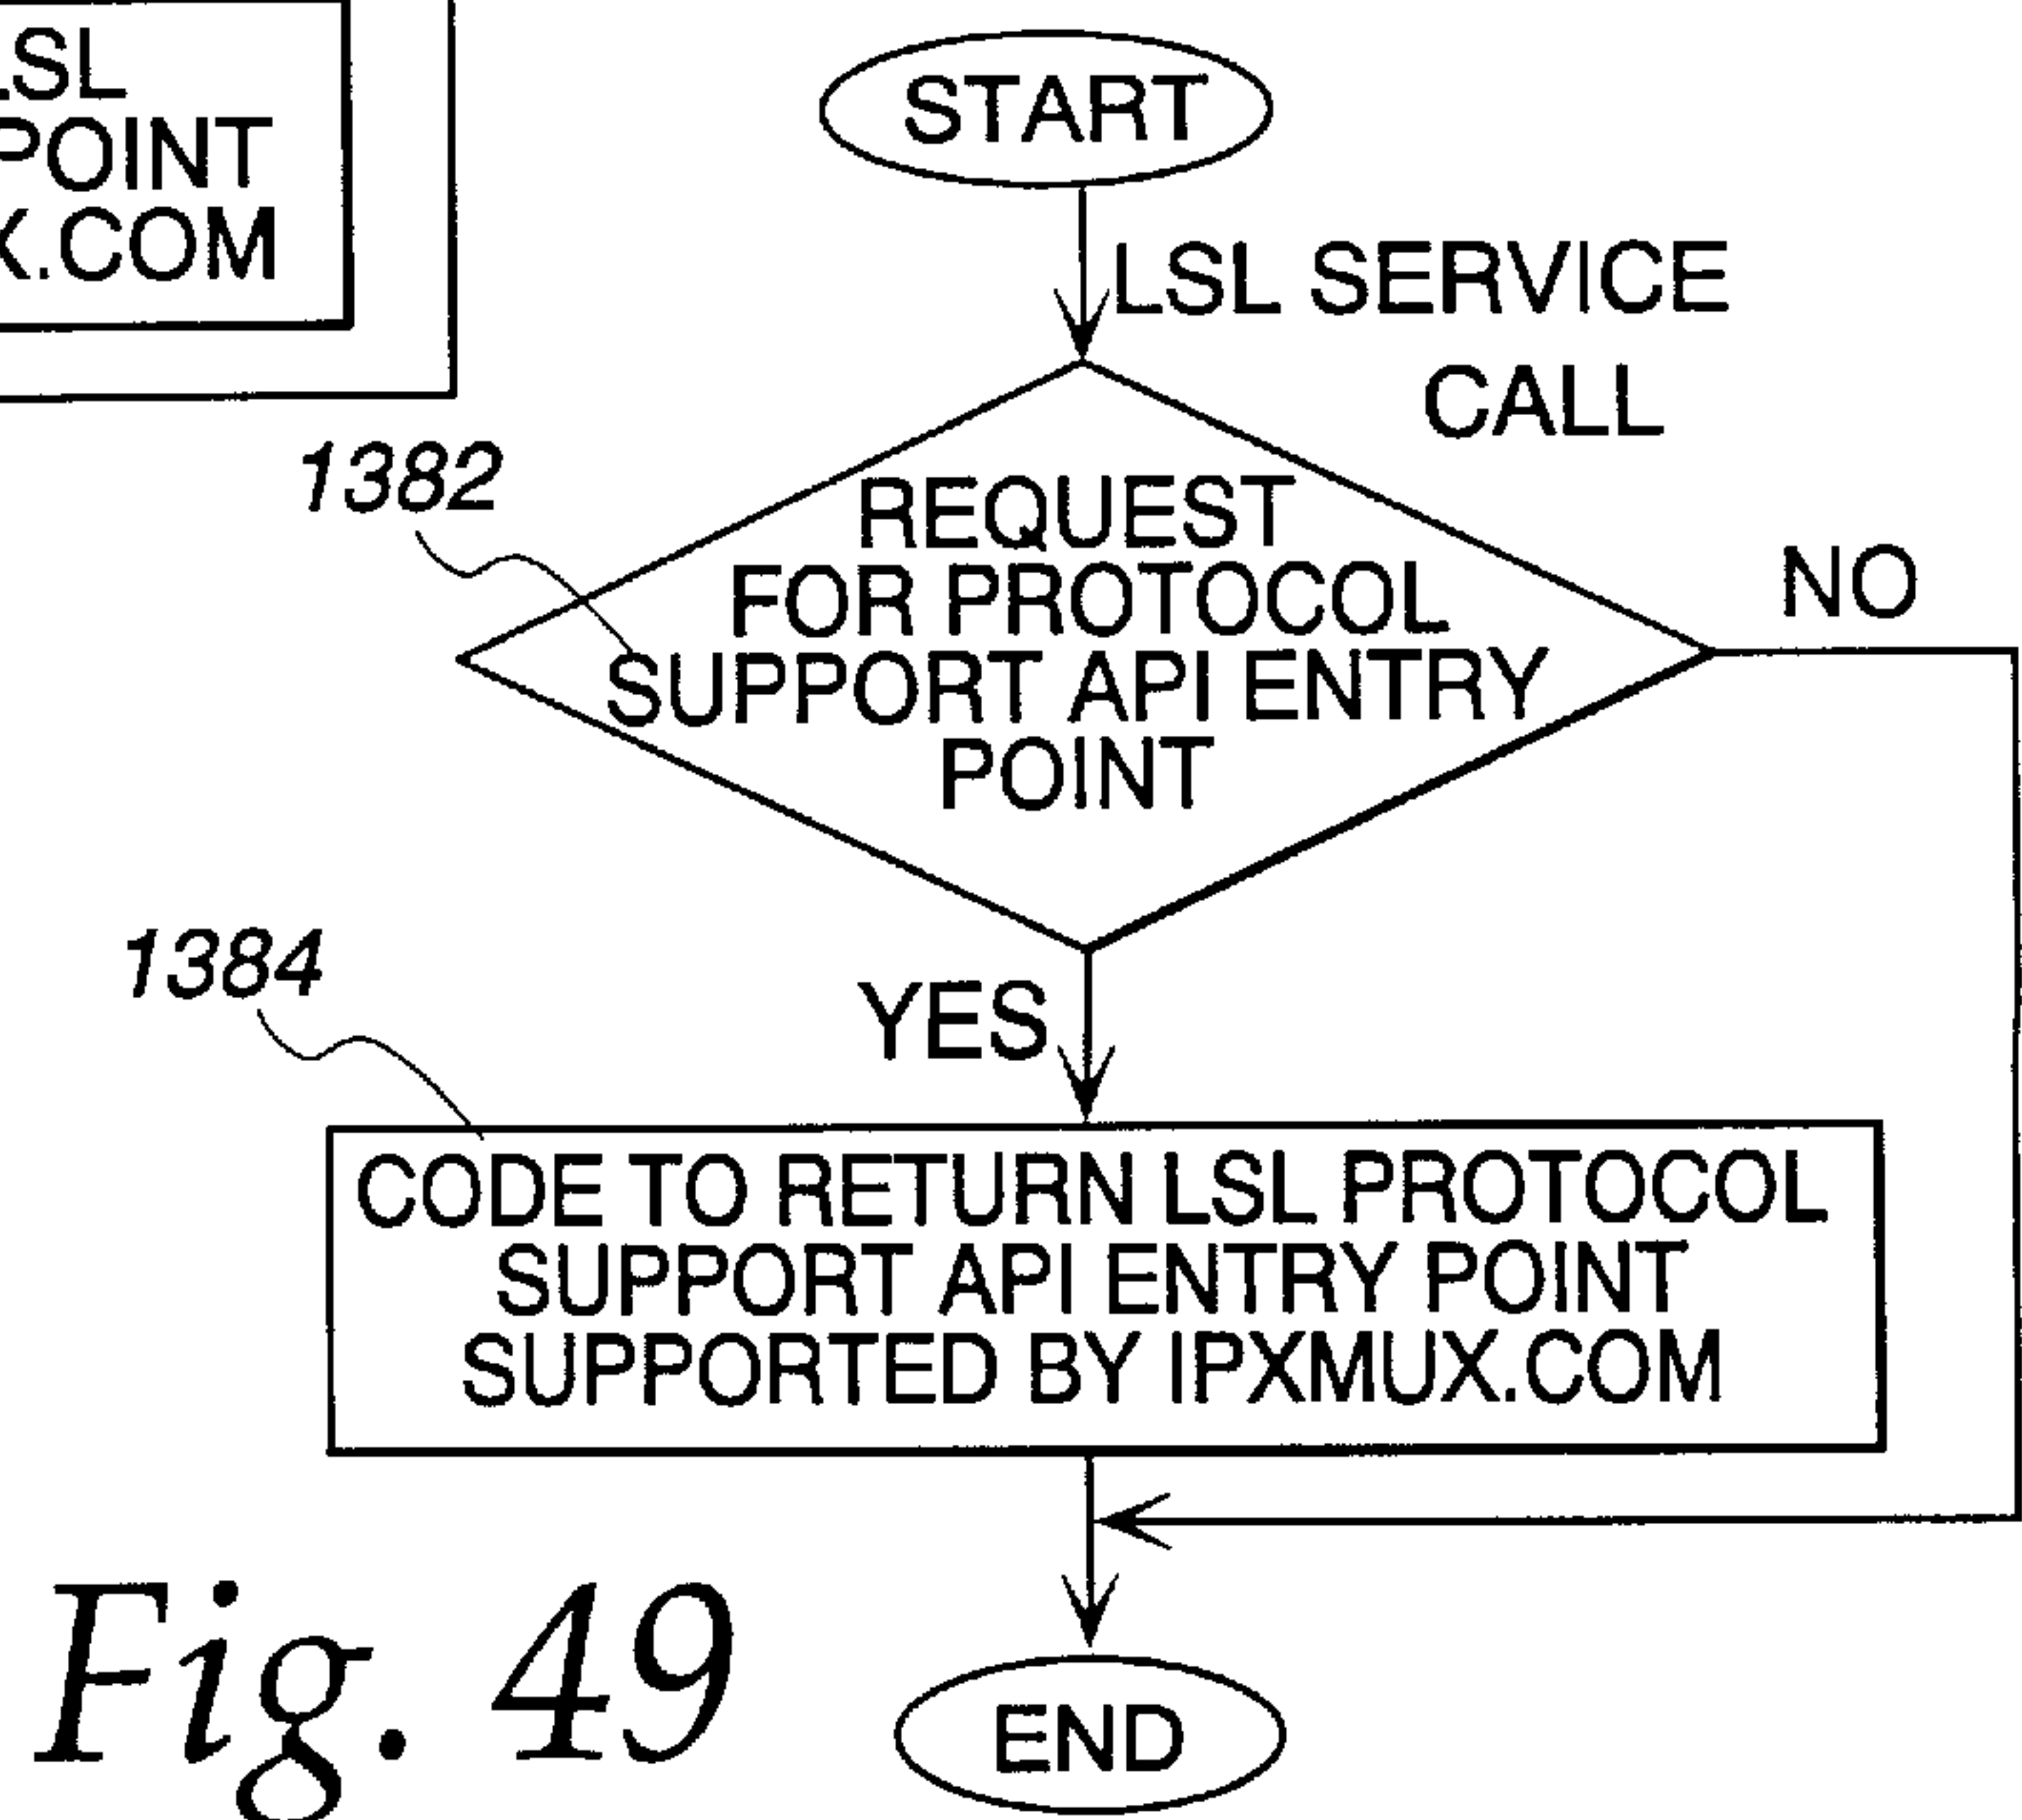 LSL
POINT
X.COM
START
LSL SERVICE
CALL
1382
REQUEST
FOR PROTOCOL
SUPPORT API ENTRY
POINT
NO
1384
YES
CODE TO RETURN LSL PROTOCOL
SUPPORT API ENTRY POINT
SUPPORTED BY IPXMUX.COM
END
Fig. 49